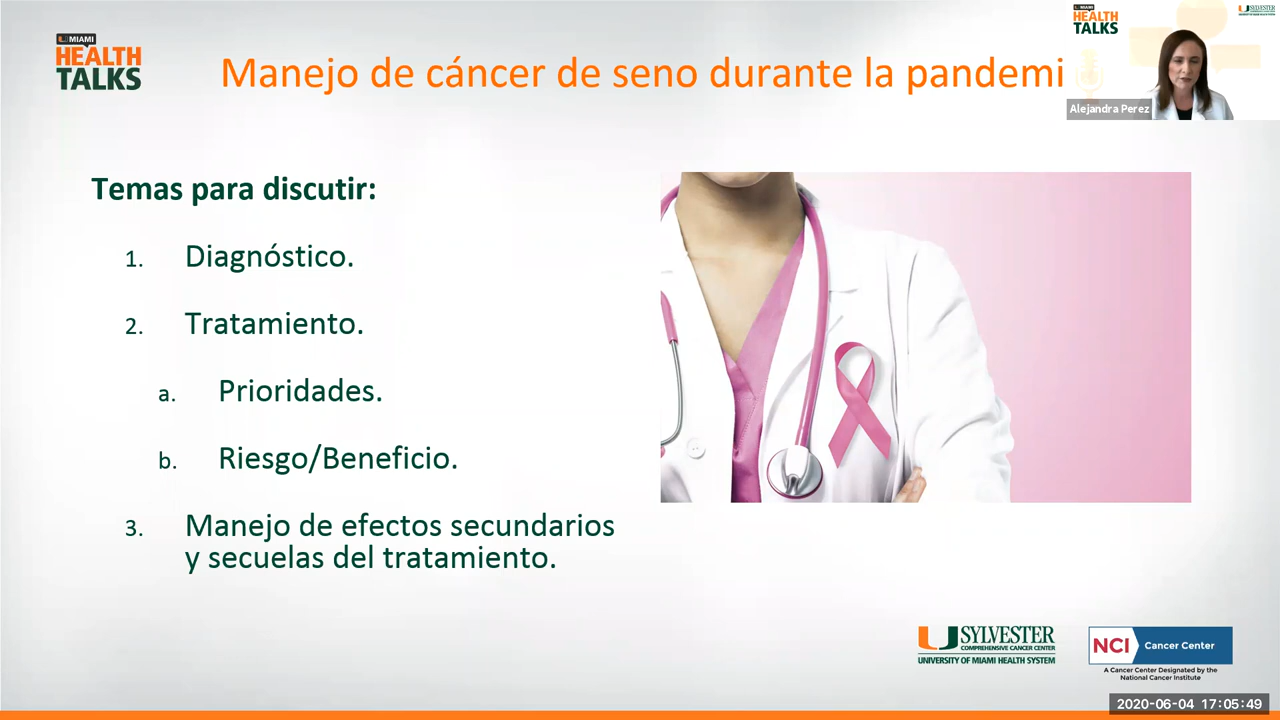 U MIAMI
HEALTH
TALKS
Manejo de cáncer de seno durante la pandemi
HEALTH
TALKS
SYLVESTER
Alejandra Perez
Temas para discutir:
1. Diagnóstico.
2. Tratamiento.
a. Prioridades.
b. Riesgo/Beneficio.
3. Manejo de efectos secundarios
y secuelas del tratamiento.
SYLVESTER
COMPREHENSIVE CANCER CENTER
UNIVERSITY OF MIAMI HEALTH SYSTEM
NCI Cancer Center
A Cancer Center Designated by the
National Cancer Institute
2020-06-04 17:05:49